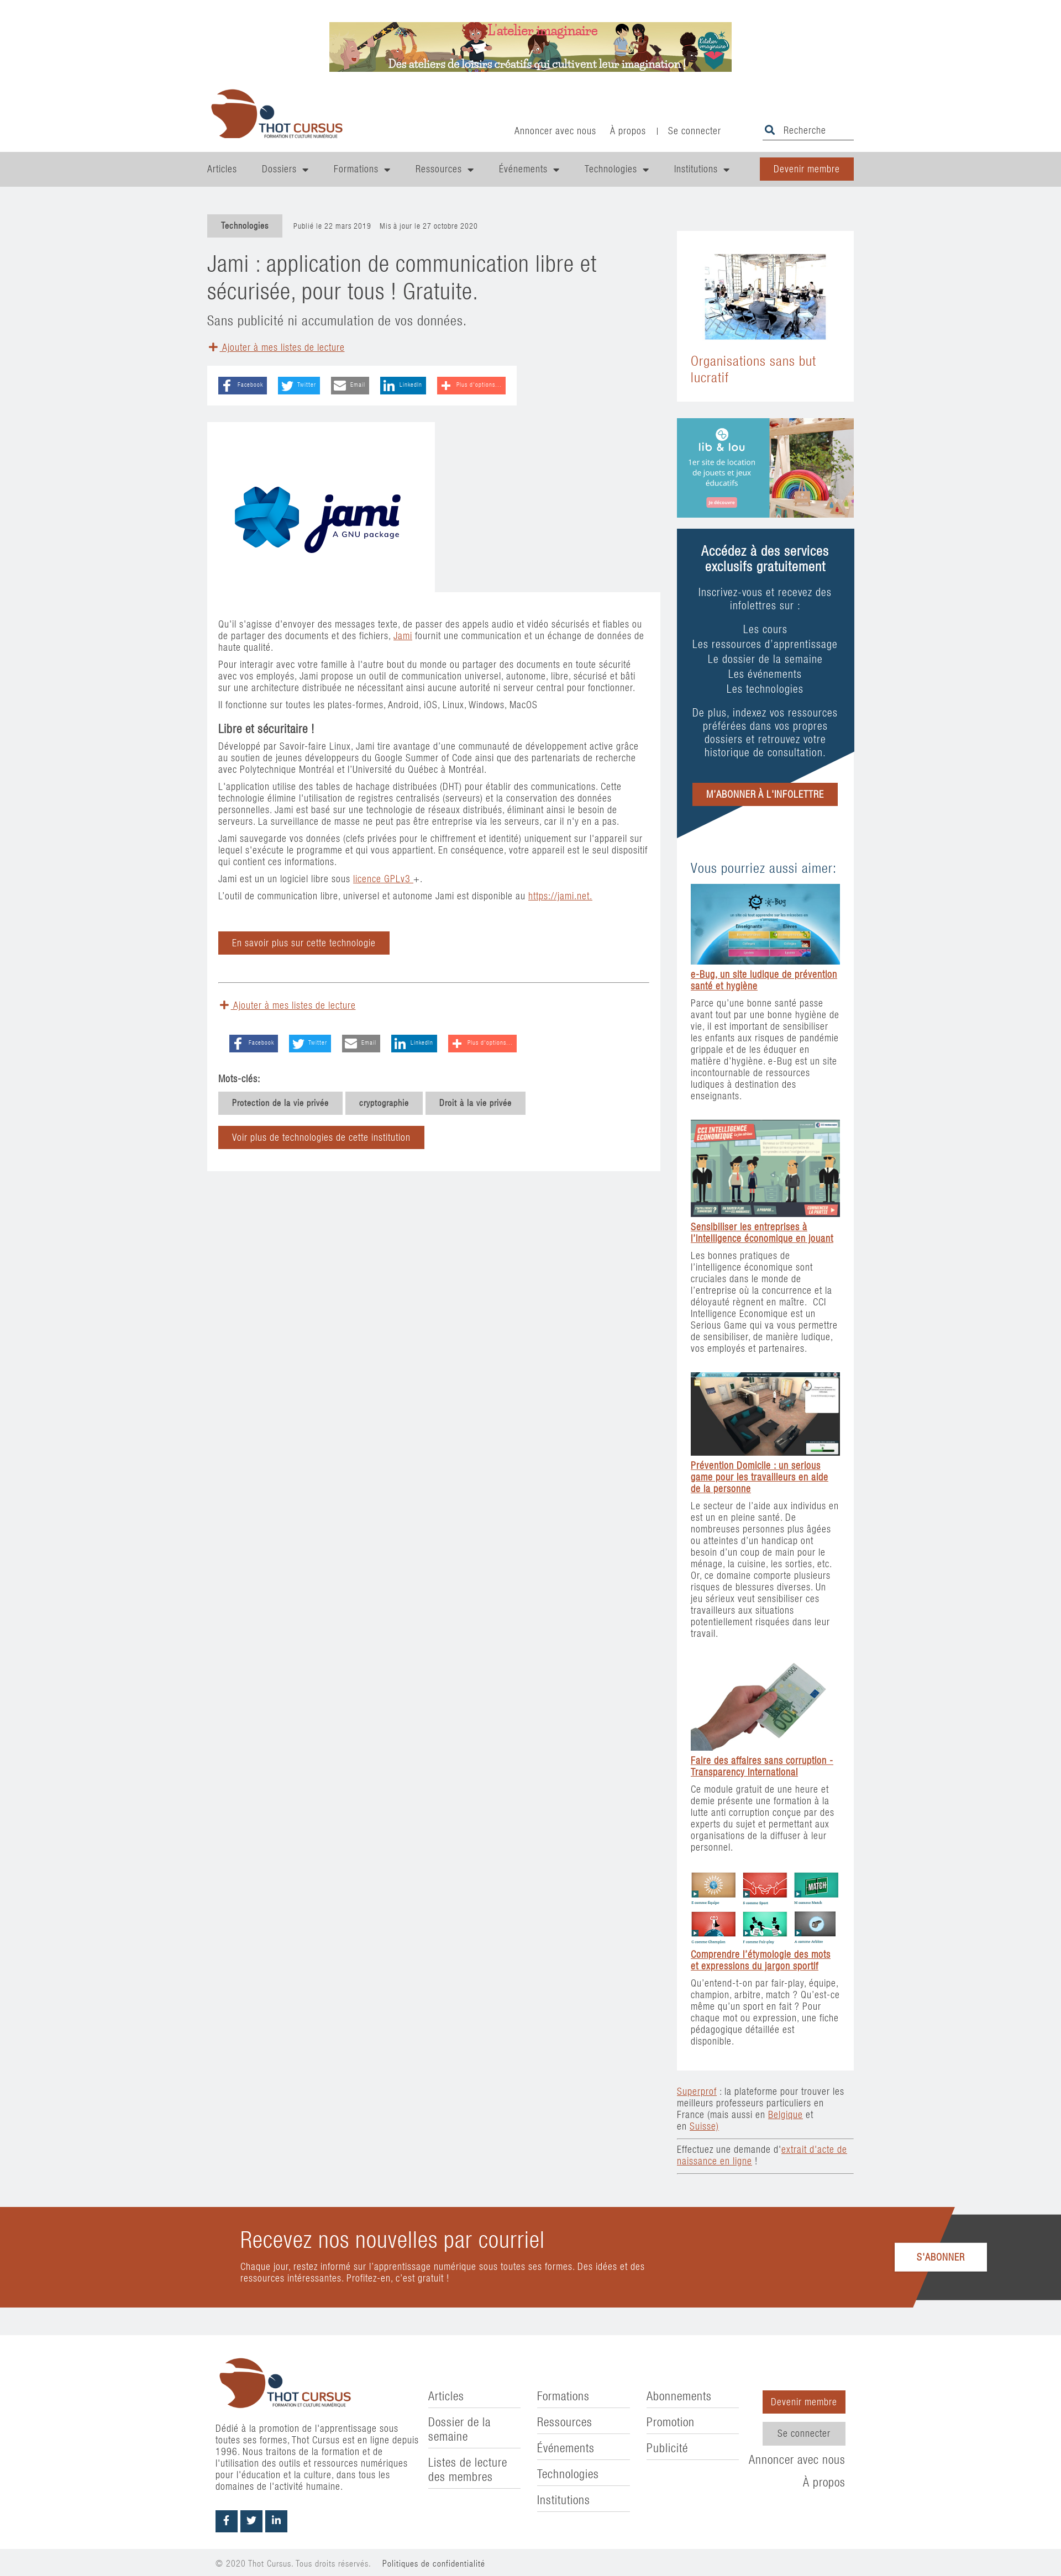 L'atelier imaginaire
Des ateliers de loisirs créatifs qui cultivent leur imagination !
THOT CURSUS
FORMATION ET CULTURE NUMÉRIQUE
Annoncer avec nous À propos | Se connecter Recherche
Articles Dossiers Formations Ressources Événements Technologies Institutions Devenir membre
Technologies Publié le 22 mars 2019 Mis à jour le 27 octobre 2020
Jami : application de communication libre et
sécurisée, pour tous ! Gratuite.
Sans publicité ni accumulation de vos données.
Ajouter à mes listes de lecture
Facebook Twitter Email LinkedIn Plus d'options...
jami
A GNU package
Qu'il s'agisse d'envoyer des messages texte, de passer des appels audio et vidéo sécurisés et fiables ou
de partager des documents et des fichiers, Jami fournit une communication et un échange de données de
haute qualité.
Pour interagir avec votre famille à l'autre bout du monde ou partager des documents en toute sécurité
avec vos employés, Jami propose un outil de communication universel, autonome, libre, sécurisé et bâti
sur une architecture distribuée ne nécessitant ainsi aucune autorité ni serveur central pour fonctionner.
Il fonctionne sur toutes les plates-formes, Android, iOS, Linux, Windows, MacOS
Libre et sécuritaire !
Développé par Savoir-faire Linux, Jami tire avantage d'une communauté de développement active grâce
au soutien de jeunes développeurs du Google Summer of Code ainsi que des partenariats de recherche
avec Polytechnique Montréal et l'Université du Québec à Montréal.
L'application utilise des tables de hachage distribuées (DHT) pour établir des communications. Cette
technologie élimine l'utilisation de registres centralisés (serveurs) et la conservation des données
personnelles. Jami est basé sur une technologie de réseaux distribués, éliminant ainsi le besoin de
serveurs. La surveillance de masse ne peut pas être entreprise via les serveurs, car il n'y en a pas.
Jami sauvegarde vos données (clefs privées pour le chiffrement et identité) uniquement sur l'appareil sur
lequel s'exécute le programme et qui vous appartient. En conséquence, votre appareil est le seul dispositif
qui contient ces informations.
Jami est un un logiciel libre sous licence GPLv3 +.
L'outil de communication libre, universel et autonome Jami est disponible au https://jami.net.
En savoir plus sur cette technologie
Ajouter à mes listes de lecture
Facebook Twitter Email LinkedIn Plus d'options...
Mots-clés:
Protection de la vie privée cryptographie Droit à la vie privée
Voir plus de technologies de cette institution
Organisations sans but
lucratif
lib & lou
1er site de location
de jouets et jeux
éducatifs
Je découvre
Accédez à des services
exclusifs gratuitement
Inscrivez-vous et recevez des
infolettres sur :
Les cours
Les ressources d'apprentissage
Le dossier de la semaine
Les événements
Les technologies
De plus, indexez vos ressources
préférées dans vos propres
dossiers et retrouvez votre
historique de consultation.
M'ABONNER À L'INFOLETTRE
Vous pourriez aussi aimer:
e-Bug
Enseignants Élèves
e-Bug, un site ludique de prévention
santé et hygiène
Parce qu'une bonne santé passe
avant tout par une bonne hygiène de
vie, il est important de sensibiliser
les enfants aux risques de pandémie
grippale et de les éduquer en
matière d'hygiène. e-Bug est un site
incontournable de ressources
ludiques à destination des
enseignants.
CCI INTELLIGENCE
ECONOMIQUE
Sensibiliser les entreprises à
l'intelligence économique en jouant
Les bonnes pratiques de
l'intelligence économique sont
cruciales dans le monde de
l'entreprise où la concurrence et la
déloyauté règnent en maître. CCI
Intelligence Economique est un
Serious Game qui va vous permettre
de sensibiliser, de manière ludique,
vos employés et partenaires.
Prévention Domicile : un serious
game pour les travailleurs en aide
de la personne
Le secteur de l'aide aux individus en
est un en pleine santé. De
nombreuses personnes plus âgées
ou atteintes d'un handicap ont
besoin d'un coup de main pour le
ménage, la cuisine, les sorties, etc.
Or, ce domaine comporte plusieurs
risques de blessures diverses. Un
jeu sérieux veut sensibiliser ces
travailleurs aux situations
potentiellement risquées dans leur
travail.
100
Faire des affaires sans corruption -
Transparency International
Ce module gratuit de une heure et
demie présente une formation à la
lutte anti corruption conçue par des
experts du sujet et permettant aux
organisations de la diffuser à leur
personnel.
MATCH
E comme Equipe S comme Sport M comme Match
C comme Champion F comme Fair-play A comme Arbitre
Comprendre l'étymologie des mots
et expressions du jargon sportif
Qu'entend-t-on par fair-play, équipe,
champion, arbitre, match ? Qu'est-ce
même qu'un sport en fait ? Pour
chaque mot ou expression, une fiche
pédagogique détaillée est
disponible.
Superprof : la plateforme pour trouver les
meilleurs professeurs particuliers en
France (mais aussi en Belgique et
en Suisse)
Effectuez une demande d'extrait d'acte de
naissance en ligne !
Recevez nos nouvelles par courriel
Chaque jour, restez informé sur l'apprentissage numérique sous toutes ses formes. Des idées et des
ressources intéressantes. Profitez-en, c'est gratuit !
S'ABONNER
THOT CURSUS
FORMATION ET CULTURE NUMÉRIQUE
Dédié à la promotion de l'apprentissage sous
toutes ses formes, Thot Cursus est en ligne depuis
1996. Nous traitons de la formation et de
l'utilisation des outils et ressources numériques
pour l'éducation et la culture, dans tous les
domaines de l'activité humaine.
Articles
Dossier de la
semaine
Listes de lecture
des membres
Formations
Ressources
Événements
Technologies
Institutions
Abonnements
Promotion
Publicité
Devenir membre
Se connecter
Annoncer avec nous
À propos
© 2020 Thot Cursus. Tous droits réservés. Politiques de confidentialité